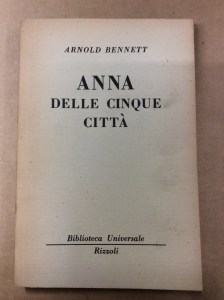 ARNOLD BENNETT
ANNA
DELLE CINQUE
CITTÀ
Biblioteca Universale
Rizzoli